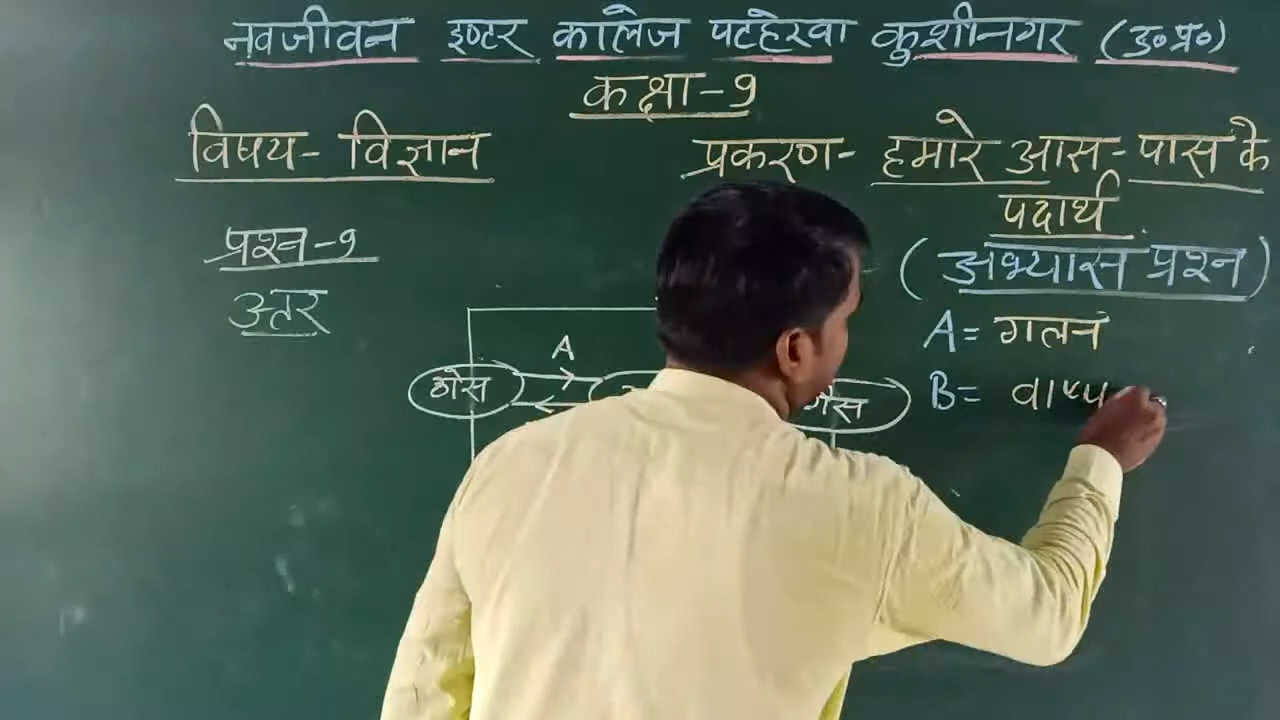 नवजीवन इण्टर कालेज पटहेरवा कुशीनगर (उ०प्र०)
कक्षा-9
विषय- विज्ञान
प्रकरण- हमारे आस-पास के
पदार्थ
(अभ्यास प्रश्न)
प्रश्न-9
उत्तर
A
ठोस
गैस
A= गलन
B= वाष्प